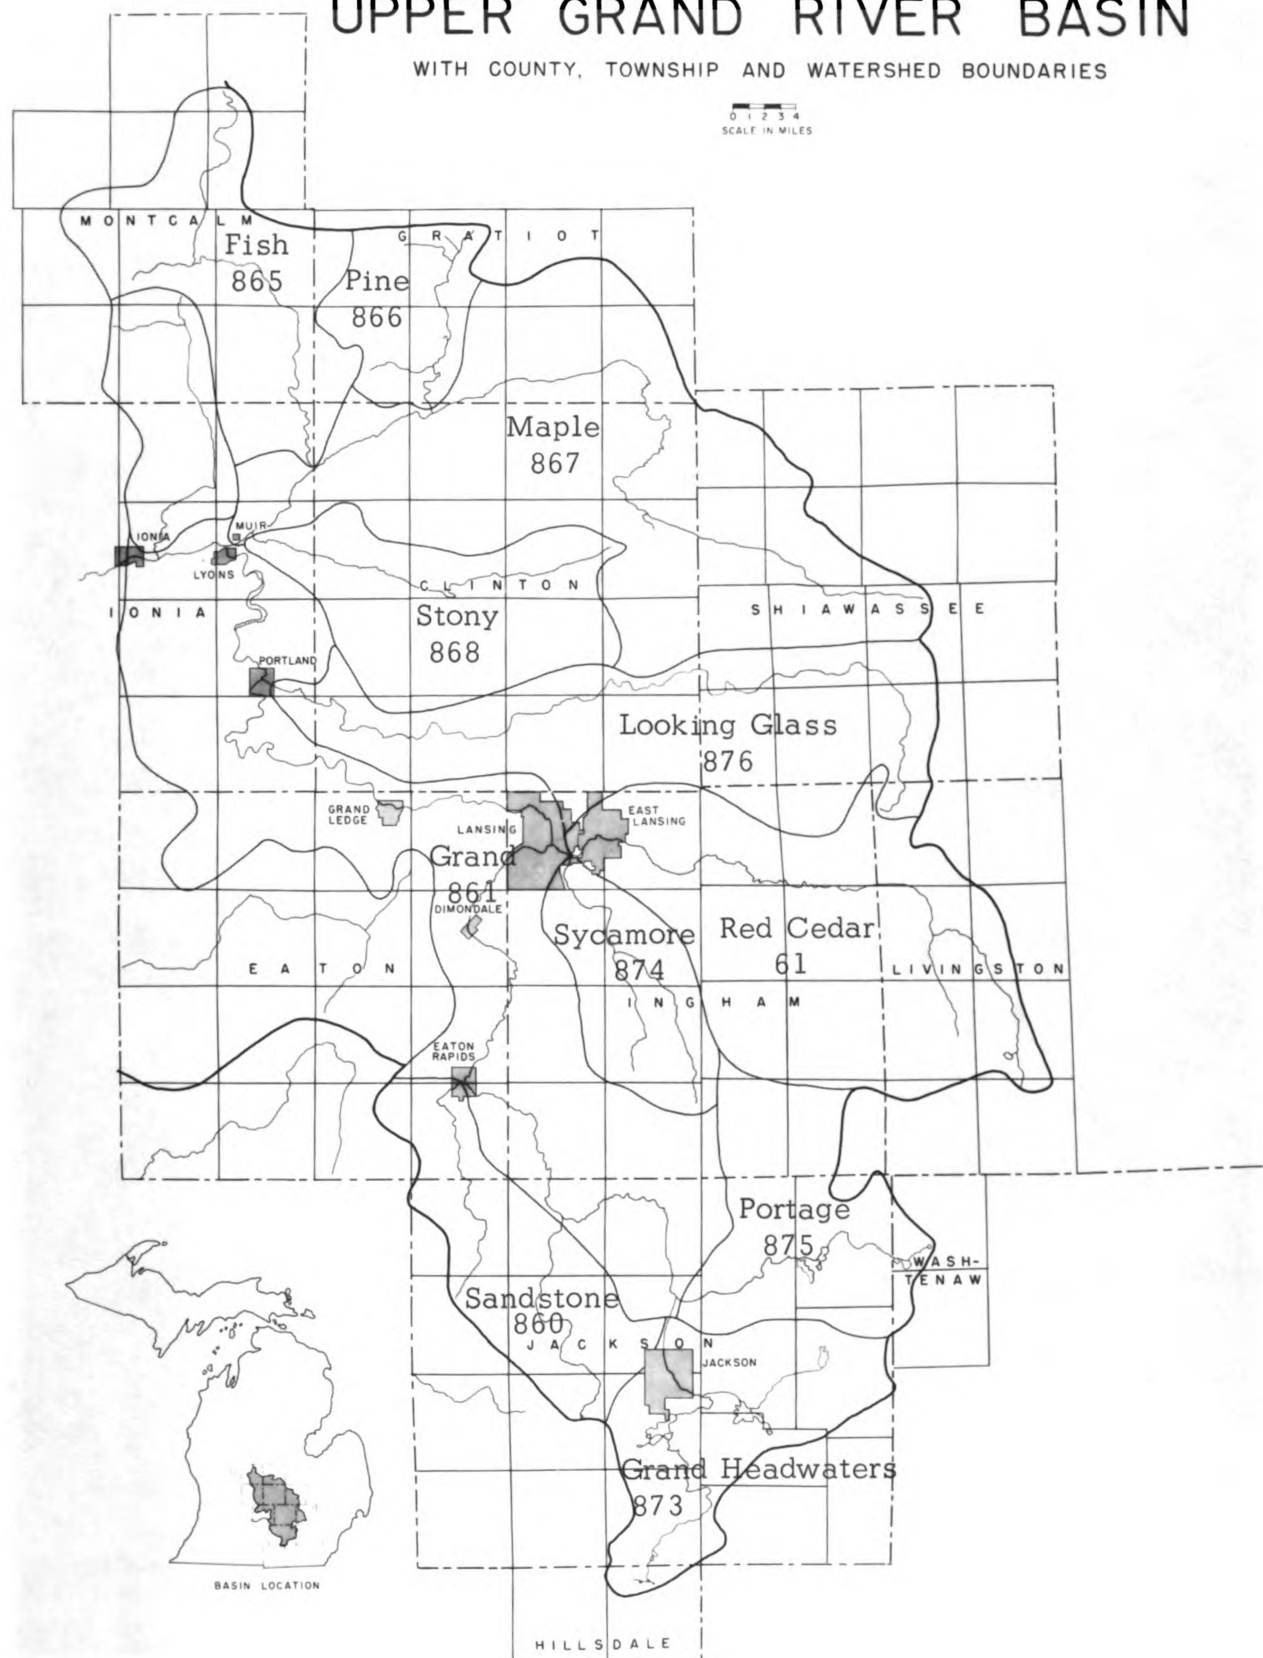 UPPER GRAND RIVER BASIN
WITH COUNTY, TOWNSHIP AND WATERSHED BOUNDARIES
0 1 2 3 4
SCALE IN MILES
MONTCALM
GRATIOT
Fish
865
Pine
866
Maple
867
MUIR
IONIA
LYONS
CLINTON
IONIA
SHIAWASSEE
Stony
868
PORTLAND
Looking Glass
876
GRAND
LEDGE
LANSING
EAST
LANSING
Grand
861
DIMONDALE
Sycamore
874
Red Cedar
61
EATON
LIVINGSTON
INGHAM
EATON
RAPIDS
Portage
875
WASH-
TENAW
Sandstone
860
JACKSON
JACKSON
Grand Headwaters
873
BASIN LOCATION
HILLSDALE